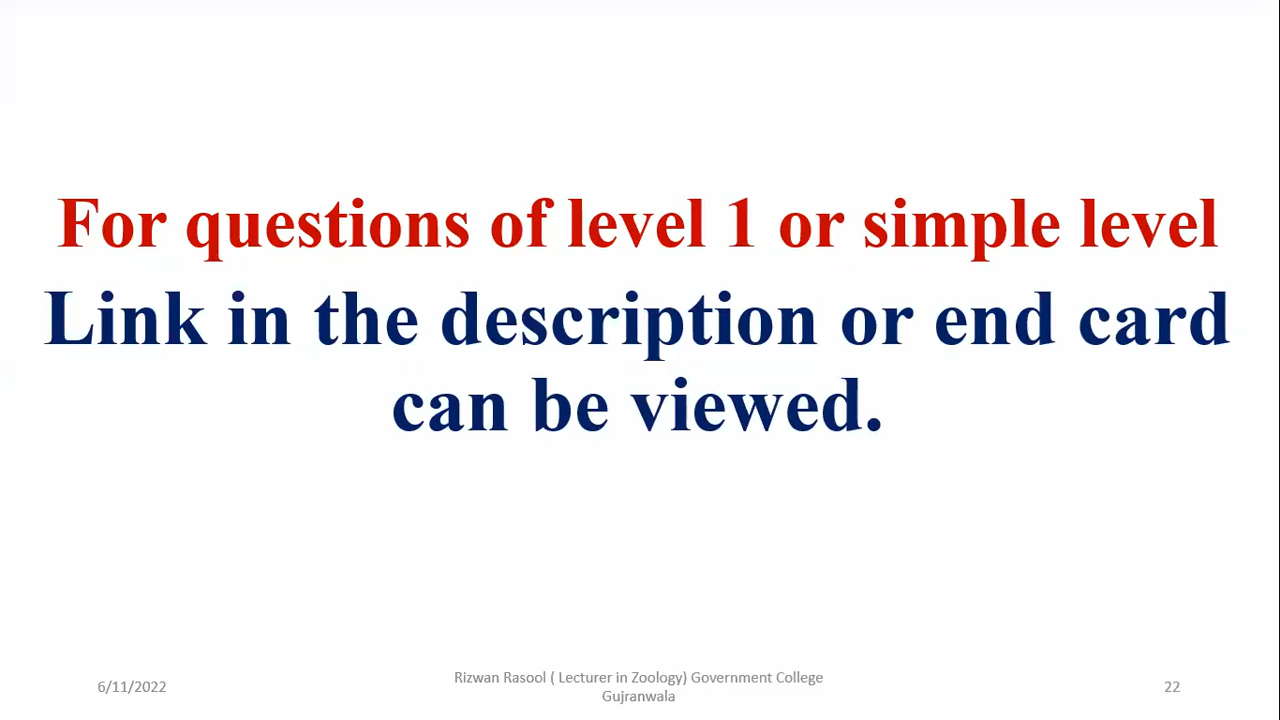 For questions of level 1 or simple level
Link in the description or end card
can be viewed.
6/11/2022
Rizwan Rasool ( Lecturer in Zoology) Government College
Gujranwala
22